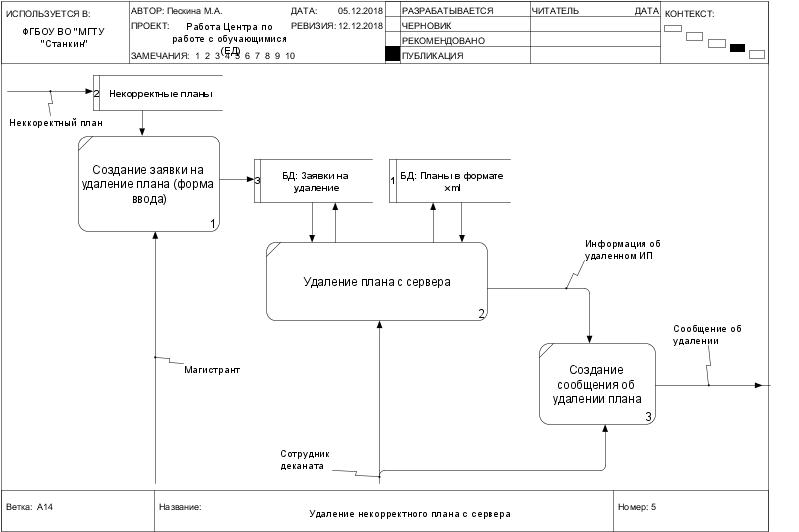 ИСПОЛЬЗУЕТСЯ В:
ФГБОУ ВО "МГТУ
"Станкин"
АВТОР: Пескина М.А.
ДАТА: 05.12.2018
ПРОЕКТ: Работа Центра по
работе с обучающимися
(ЕД)
РЕВИЗИЯ: 12.12.2018
ЗАМЕЧАНИЯ: 1 2 3 4 5 6 7 8 9 10
РАЗРАБАТЫВАЕТСЯ
ЧЕРНОВИК
РЕКОМЕНДОВАНО
ПУБЛИКАЦИЯ
ЧИТАТЕЛЬ ДАТА
КОНТЕКСТ:
2 Некорректные планы
Неккоректный план
Создание заявки на
удаление плана (форма
ввода)
1
3 БД: Заявки на
удаление
1 БД: Планы в формате
xml
Удаление плана с сервера
2
Информация об
удаленном ИП
Сообщение об
удалении
Создание
сообщения об
удалении плана
3
Магистрант
Сотрудник
деканата
Ветка: A14
Название: Удаление некорректного плана с сервера
Номер: 5